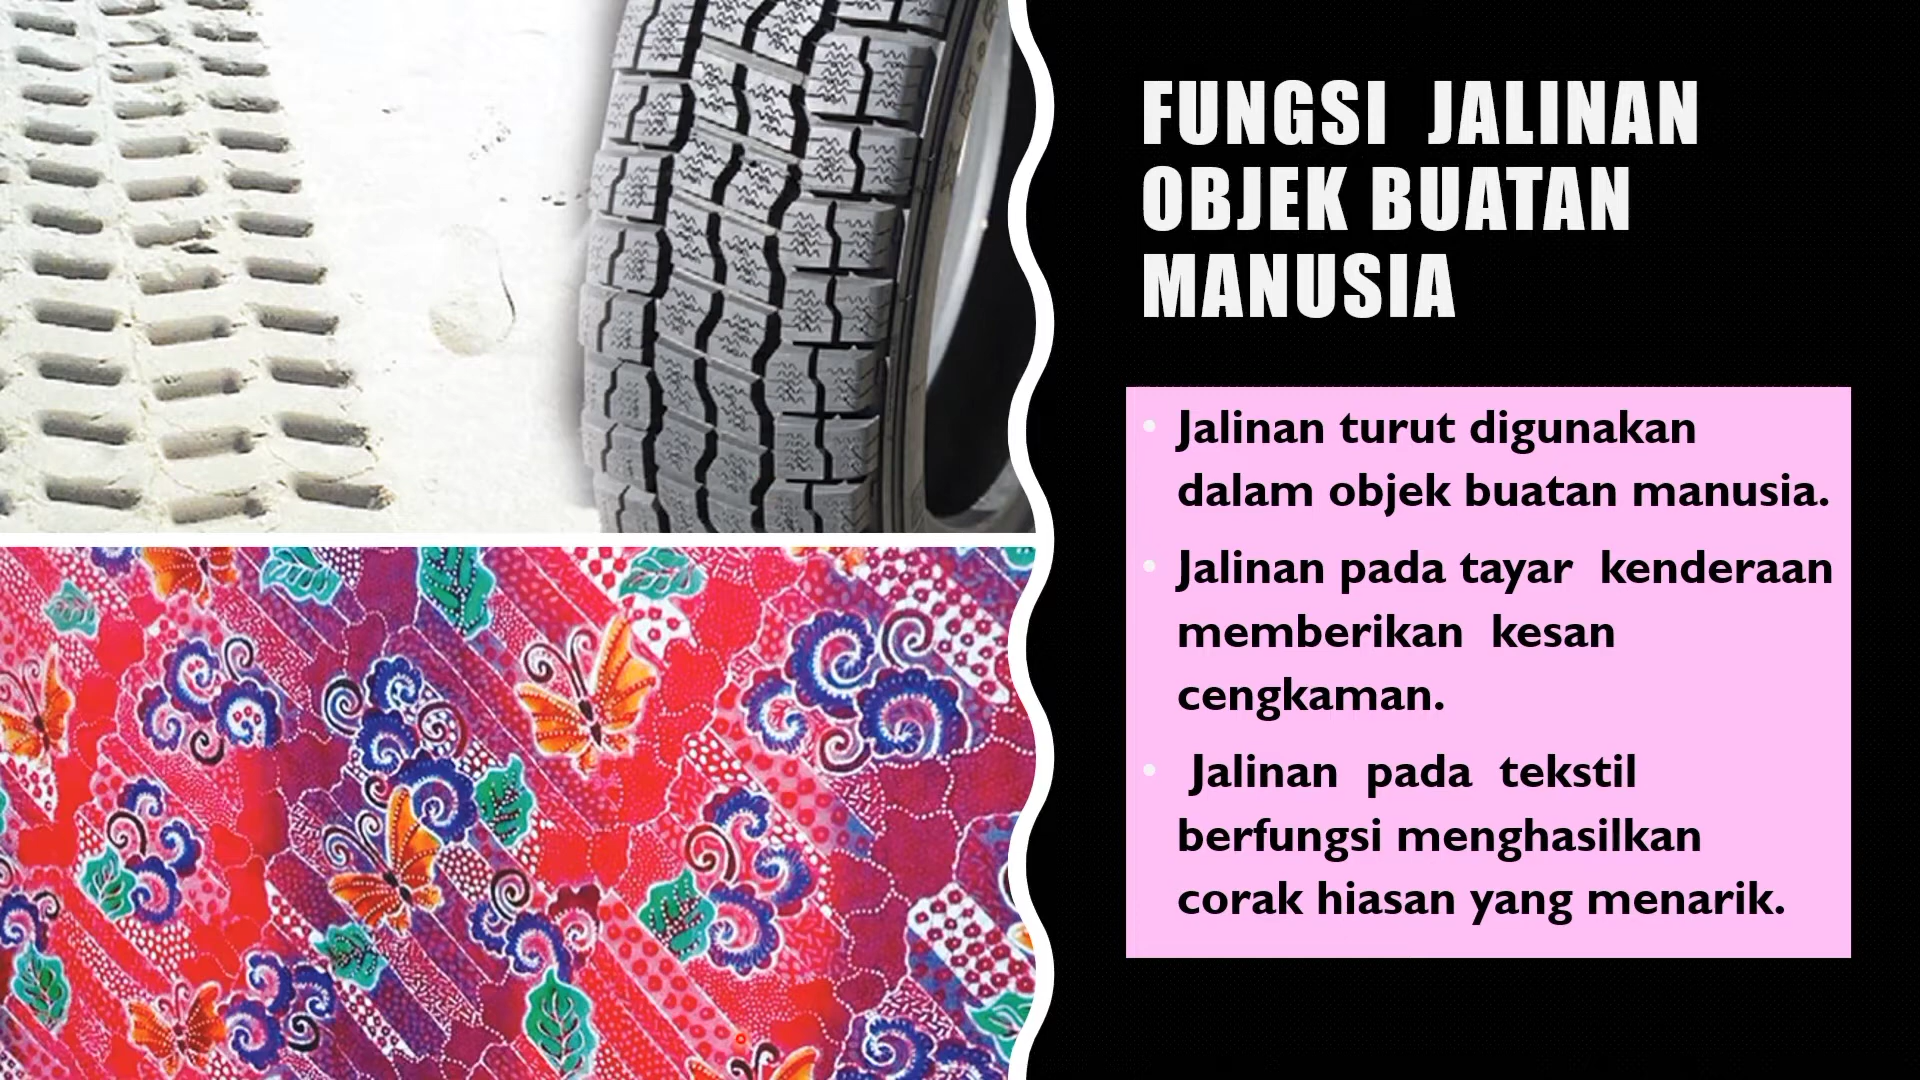 FUNGSI  JALINAN
OBJEK BUATAN
MANUSIA
• Jalinan turut digunakan
dalam objek buatan manusia.
• Jalinan pada tayar  kenderaan
memberikan  kesan
cengkaman.
•  Jalinan  pada  tekstil
berfungsi menghasilkan
corak hiasan yang menarik.